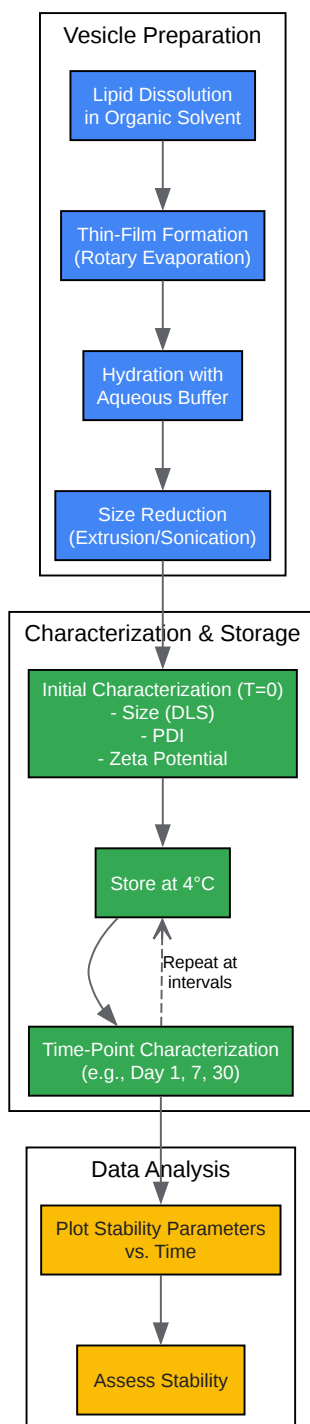 Vesicle Preparation
Lipid Dissolution
in Organic Solvent
Thin-Film Formation
(Rotary Evaporation)
Hydration with
Aqueous Buffer
Size Reduction
(Extrusion/Sonication)
Characterization & Storage
Initial Characterization (T=0)
- Size (DLS)
- PDI
- Zeta Potential
Store at 4°C
Repeat at
intervals
Time-Point Characterization
(e.g., Day 1, 7, 30)
Data Analysis
Plot Stability Parameters
vs. Time
Assess Stability